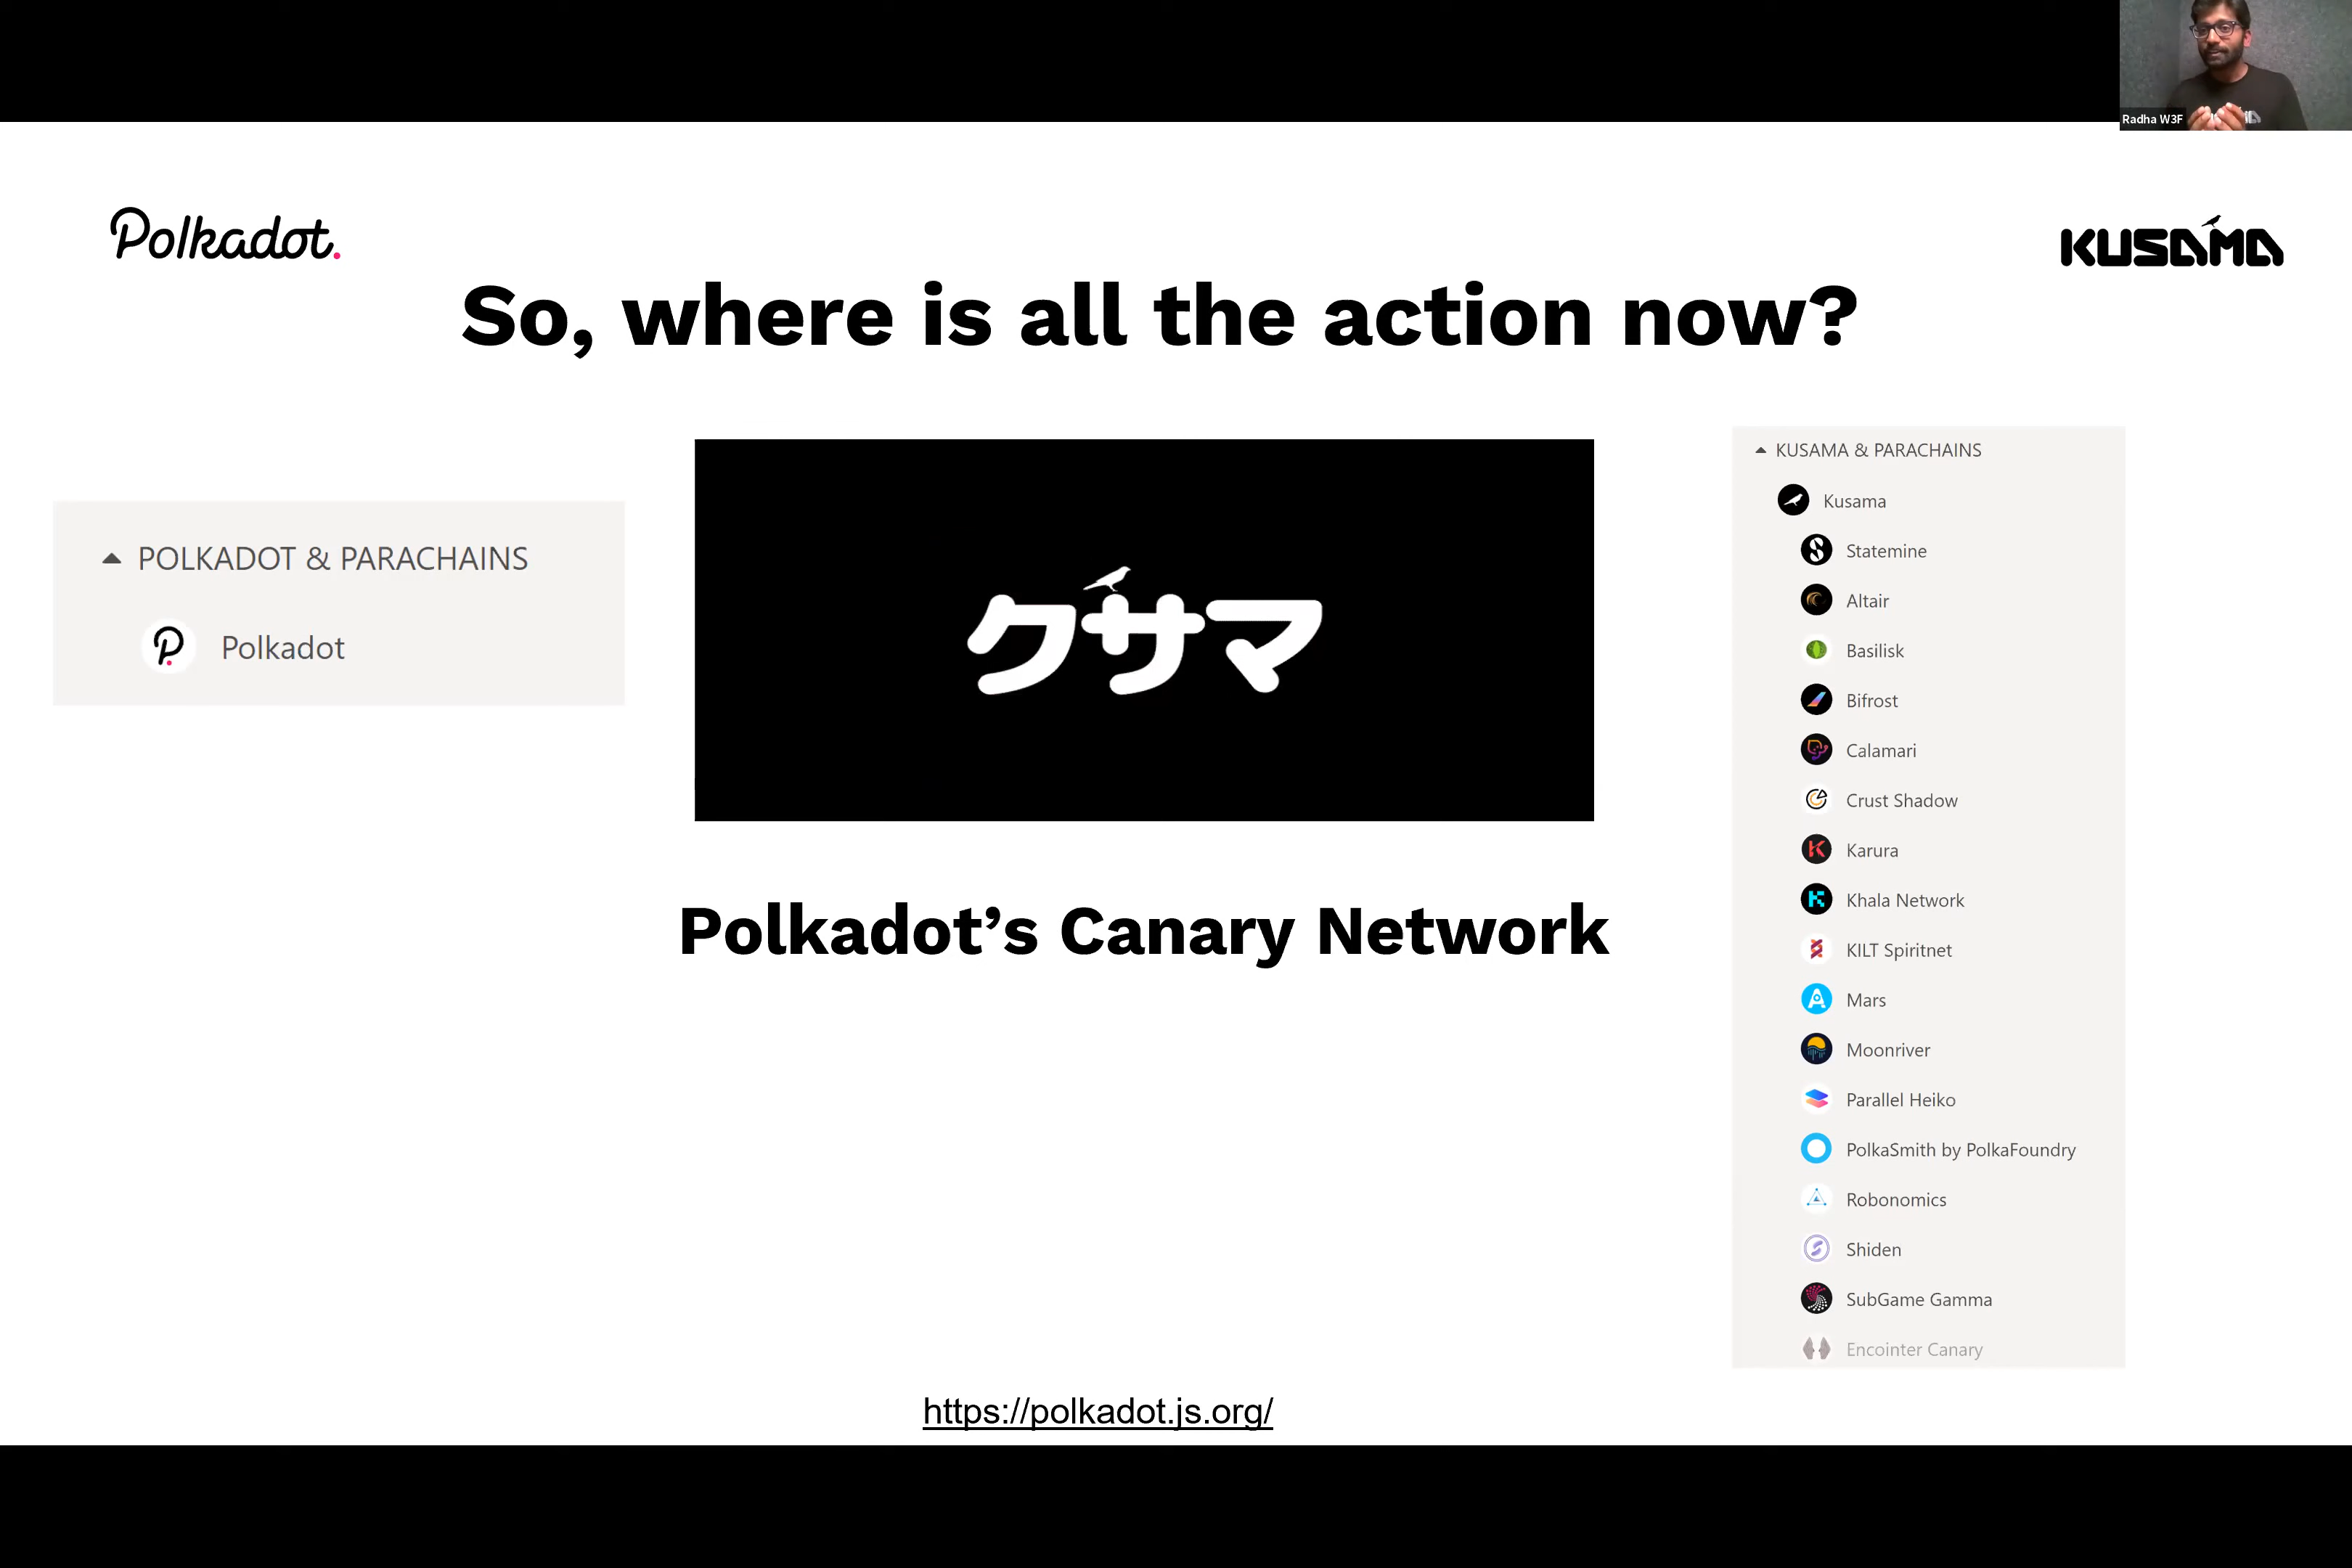 Radha W3F
Polkadot.
KUSAMA
So, where is all the action now?
POLKADOT & PARACHAINS
Polkadot
クサマ
Polkadot’s Canary Network
KUSAMA & PARACHAINS
Kusama
Statemine
Altair
Basilisk
Bifrost
Calamari
Crust Shadow
Karura
Khala Network
KILT Spiritnet
Mars
Moonriver
Parallel Heiko
PolkaSmith by PolkaFoundry
Robonomics
Shiden
SubGame Gamma
Encointer Canary
https://polkadot.js.org/